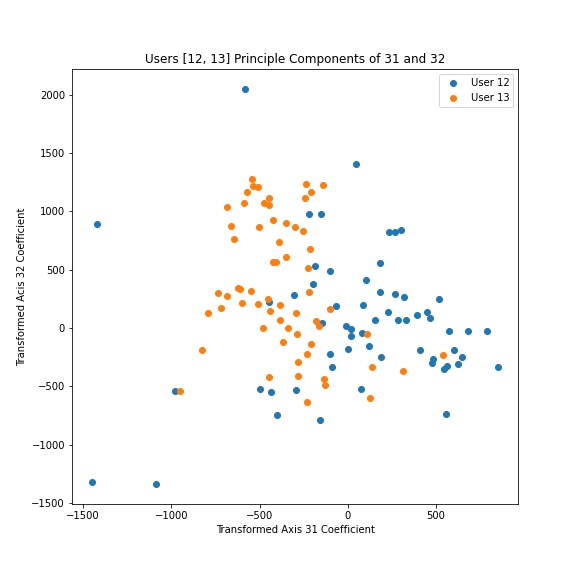 Users [12, 13] Principle Components of 31 and 32
User 12
User 13
Transformed Acis 32 Coefficient
2000
1500
1000
500
0
−500
−1000
−1500
−1500
−1000
−500
0
500
Transformed Axis 31 Coefficient